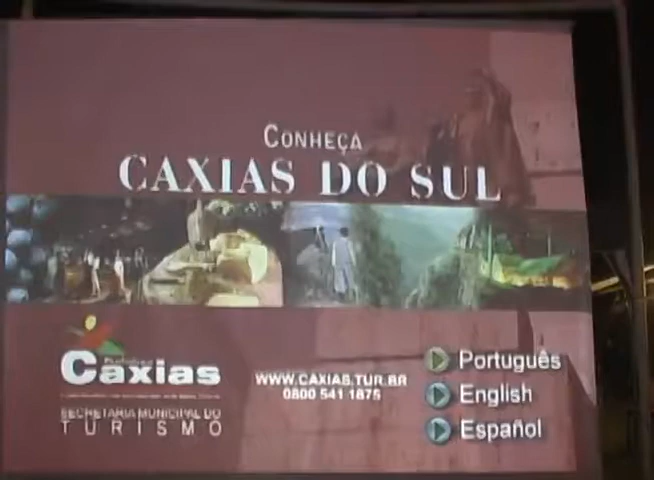 CONHEÇA
CAXIAS DO SUL
Caxias
SECRETARIA MUNICIPAL DO
TURISMO
WWW.CAXIAS.TUR.BR
0800 541 1875
Português
English
Español